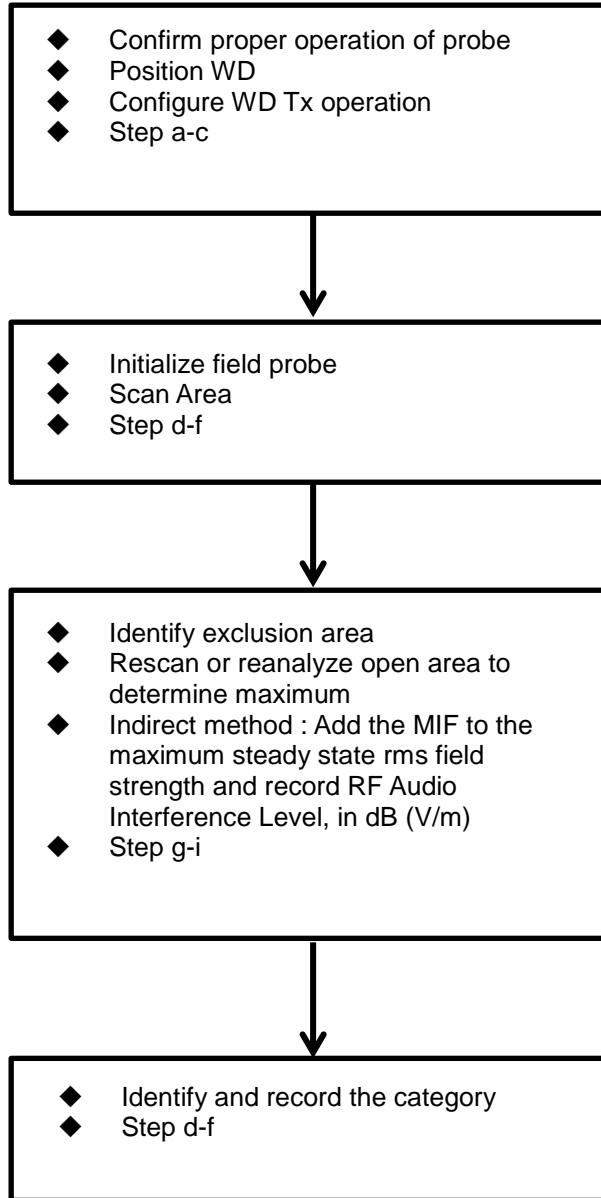 ◆ Confirm proper operation of probe
◆ Position WD
◆ Configure WD Tx operation
◆ Step a-c
◆ Initialize field probe
◆ Scan Area
◆ Step d-f
◆ Identify exclusion area
◆ Rescan or reanalyze open area to
determine maximum
◆ Indirect method : Add the MIF to the
maximum steady state rms field
strength and record RF Audio
Interference Level, in dB (V/m)
◆ Step g-i
◆ Identify and record the category
◆ Step d-f